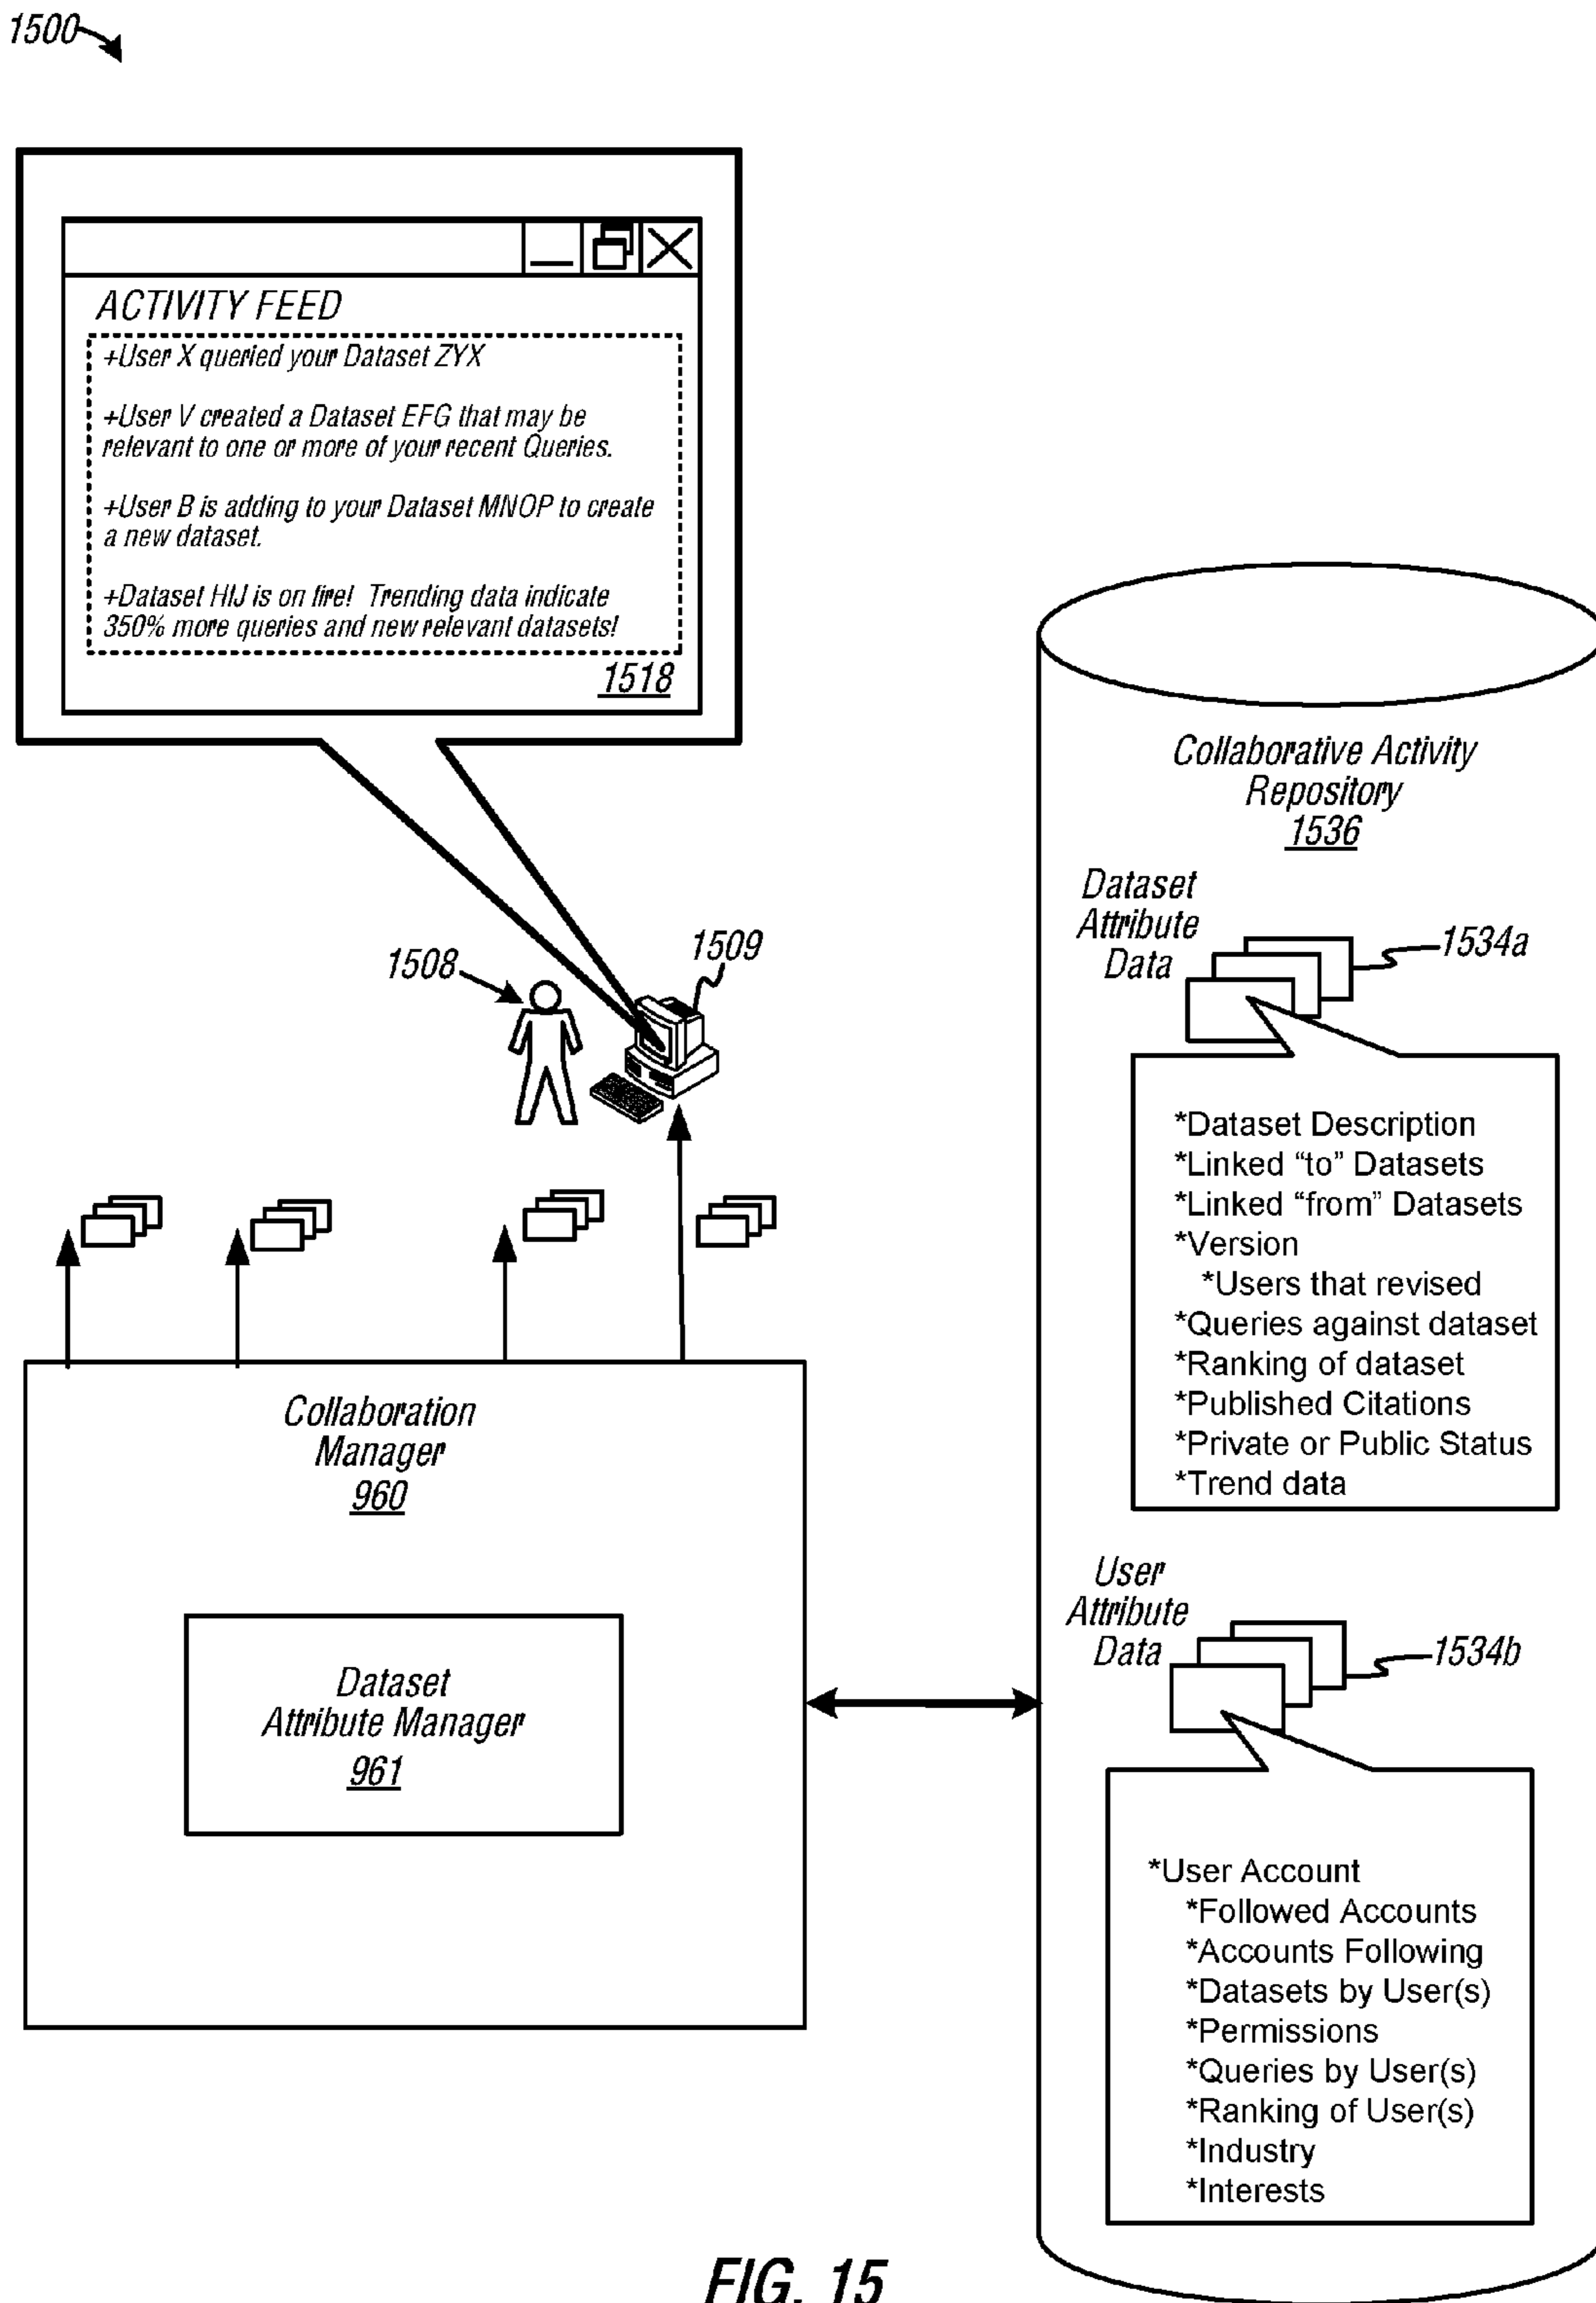 1500
ACTIVITY FEED
+User X queried your Dataset ZYX
+User V created a Dataset EFG that may be
relevant to one or more of your recent Queries.
+User B is adding to your Dataset MNOP to create
a new dataset.
+Dataset HIJ is on fire! Trending data indicate
350% more queries and new relevant datasets!
1518
1508
1509
Collaboration
Manager
960
Dataset
Attribute Manager
961
Collaborative Activity
Repository
1536
Dataset
Attribute
Data
1534a
*Dataset Description
*Linked “to” Datasets
*Linked “from” Datasets
*Version
*Users that revised
*Queries against dataset
*Ranking of dataset
*Published Citations
*Private or Public Status
*Trend data
User
Attribute
Data
1534b
*User Account
*Followed Accounts
*Accounts Following
*Datasets by User(s)
*Permissions
*Queries by User(s)
*Ranking of User(s)
*Industry
*Interests
FIG. 15